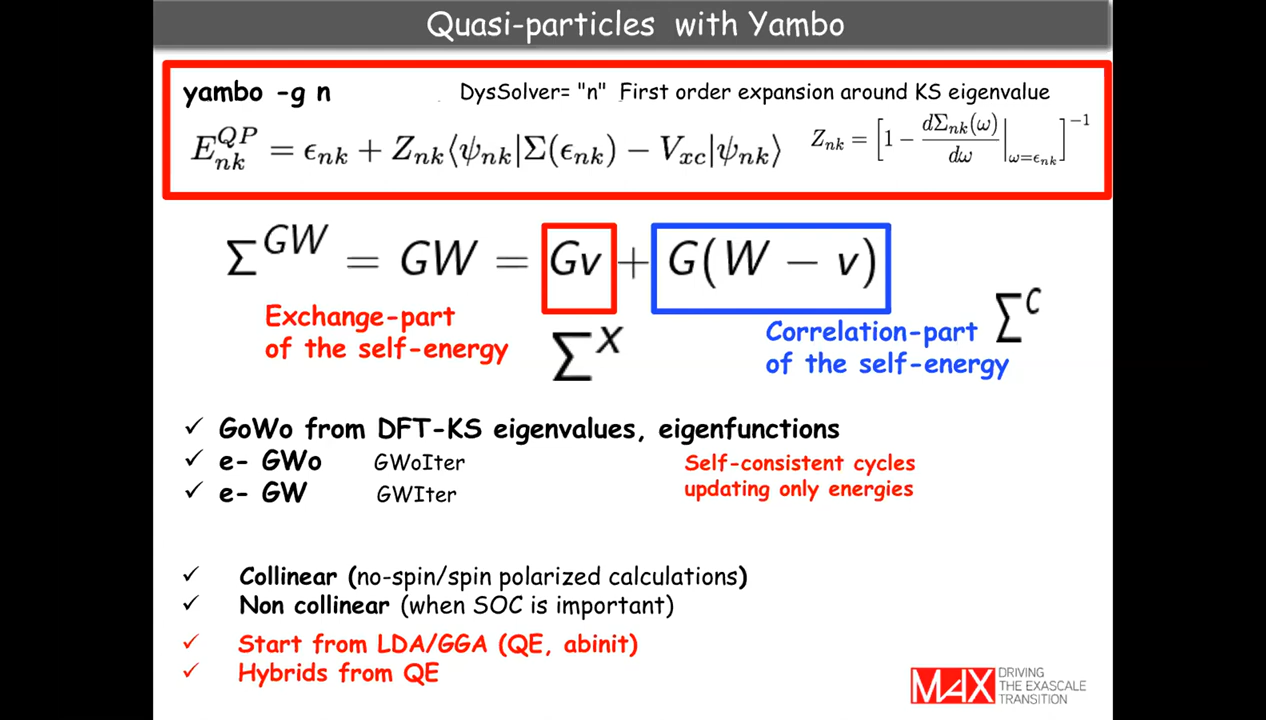 Quasi-particles with Yambo
yambo -g n
DysSolver= "n" First order expansion around KS eigenvalue
E_{nk}^{QP} = ϵ_{nk} + Z_{nk}⟨ψ_{nk}|Σ(ϵ_{nk}) − V_{xc}|ψ_{nk}⟩
Z_{nk} = [1 − dΣ_{nk}(ω)/dω |_{ω=ϵ_{nk}}]^{-1}
Σ^{GW} = GW = Gv + G(W − v)
Exchange-part
of the self-energy
Σ^X
Correlation-part
of the self-energy
Σ^C
✓ GoWo from DFT-KS eigenvalues, eigenfunctions
✓ e- GWo GWoIter
✓ e- GW GWIter
Self-consistent cycles
updating only energies
✓ Collinear (no-spin/spin polarized calculations)
✓ Non collinear (when SOC is important)
✓ Start from LDA/GGA (QE, abinit)
✓ Hybrids from QE
MAX
DRIVING
THE EXASCALE
TRANSITION